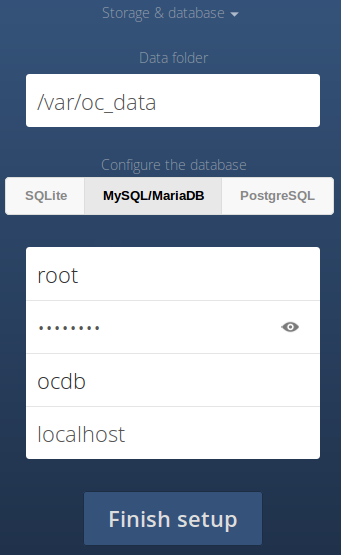 Storage & database
Data folder
/var/oc_data
Configure the database
SQLite MySQL/MariaDB PostgreSQL
root
••••••••
ocdb
localhost
Finish setup